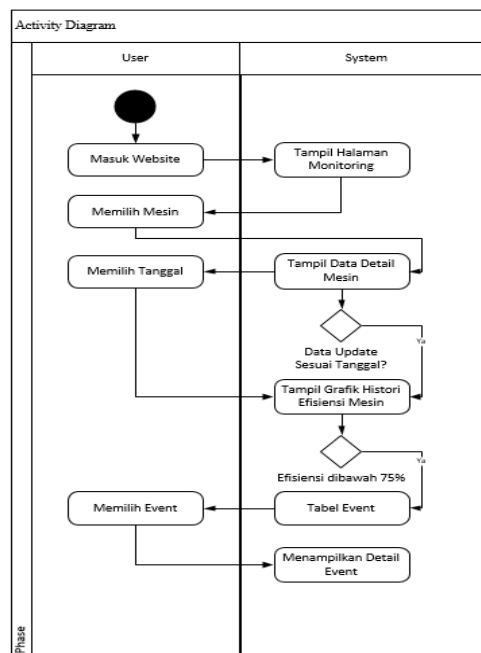 Activity Diagram
User
System
Masuk Website
Tampil Halaman
Monitoring
Memilih Mesin
Memilih Tanggal
Tampil Data Detail
Mesin
Ya
Data Update
Sesuai Tanggal?
Tampil Grafik Histori
Efisiensi Mesin
Ya
Efisiensi dibawah 75%
Memilih Event
Tabel Event
Menampilkan Detail
Event
Phase